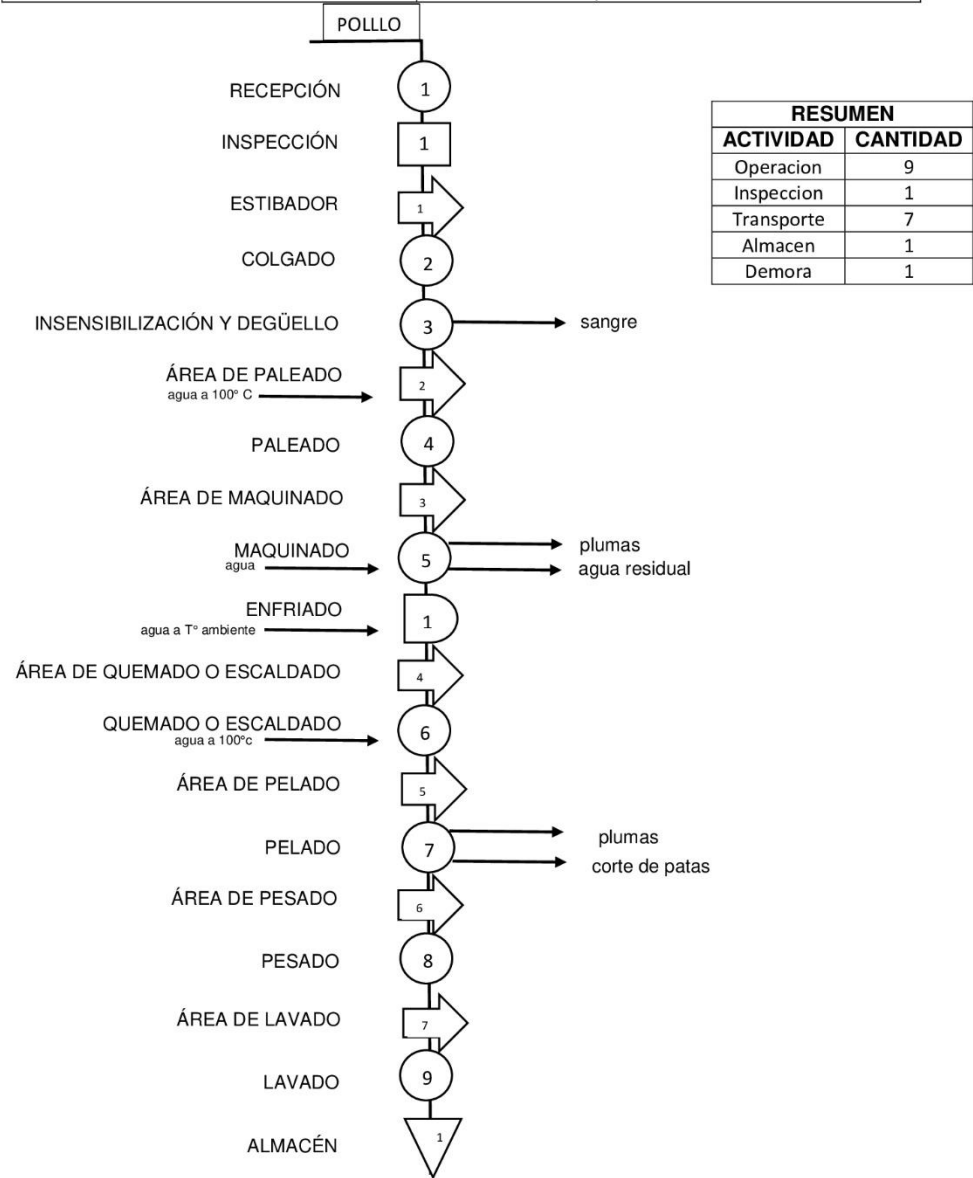 POLLLO
RECEPCIÓN 1
INSPECCIÓN 1
ESTIBADOR 1
COLGADO 2
INSENSIBILIZACIÓN Y DEGÜELLO 3 sangre
ÁREA DE PALEADO 2
agua a 100° C
PALEADO 4
ÁREA DE MAQUINADO 3
MAQUINADO 5 plumas
agua agua residual
ENFRIADO 1
agua a T° ambiente
ÁREA DE QUEMADO O ESCALDADO 4
QUEMADO O ESCALDADO 6
agua a 100°c
ÁREA DE PELADO 5
PELADO 7 plumas
corte de patas
ÁREA DE PESADO 6
PESADO 8
ÁREA DE LAVADO 7
LAVADO 9
ALMACÉN 1
RESUMEN
ACTIVIDAD CANTIDAD
Operacion 9
Inspeccion 1
Transporte 7
Almacen 1
Demora 1